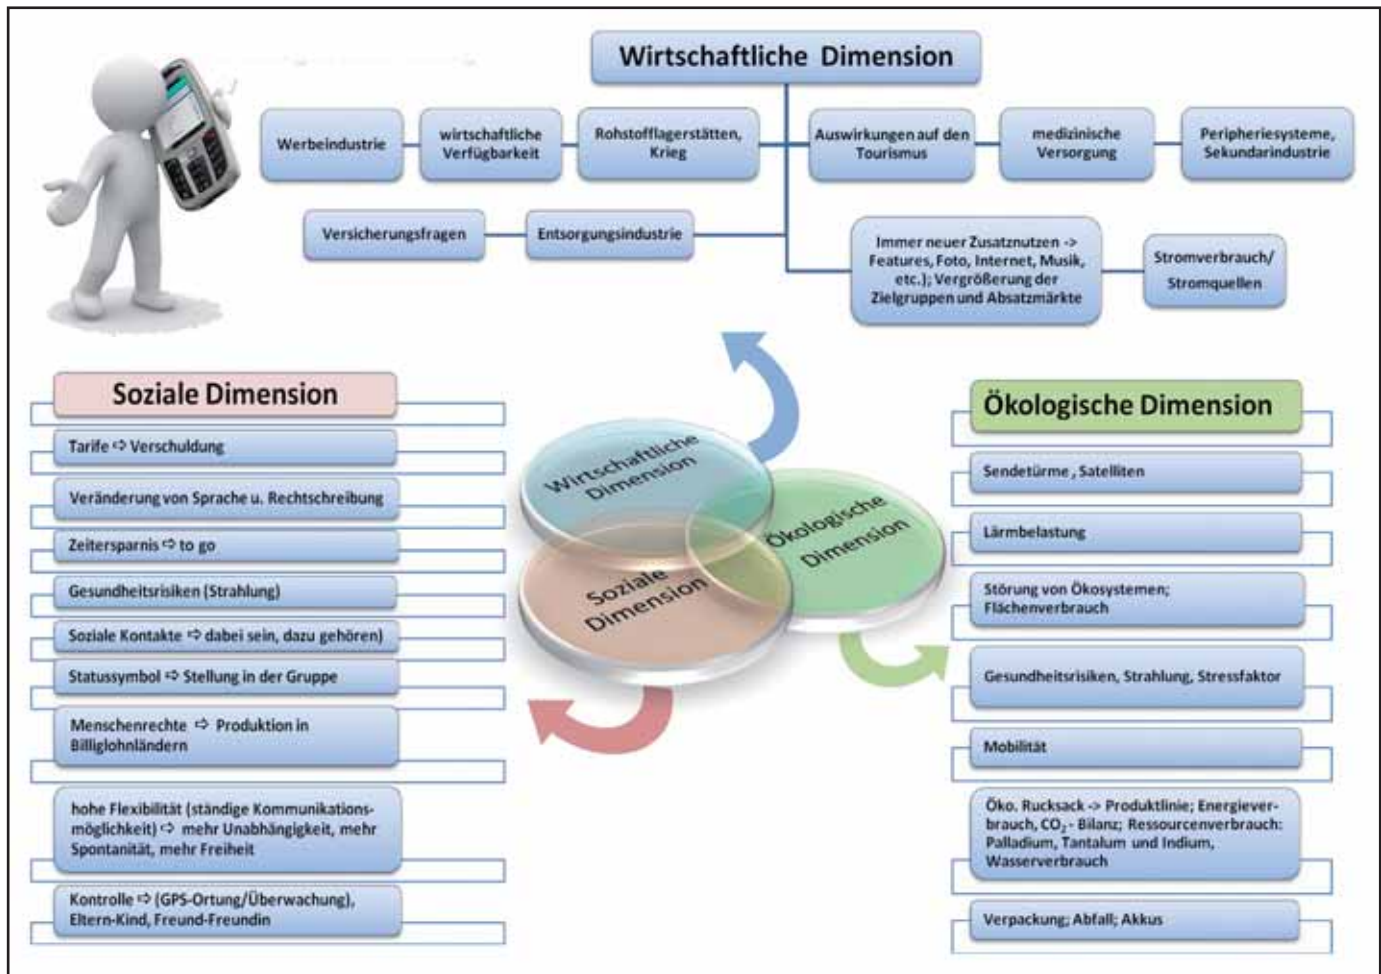 Wirtschaftliche Dimension
Werbeindustrie
wirtschaftliche
Verfügbarkeit
Rohstofflagerstätten,
Krieg
Auswirkungen auf den
Tourismus
medizinische
Versorgung
Peripheriesysteme,
Sekundarindustrie
Versicherungsfragen
Entsorgungsindustrie
Immer neuer Zusatznutzen ->
Features, Foto, Internet, Musik,
etc.); Vergrößerung der
Zielgruppen und Absatzmärkte
Stromverbrauch/
Stromquellen
Soziale Dimension
Tarife ⇨ Verschuldung
Veränderung von Sprache u. Rechtschreibung
Zeitersparnis ⇨ to go
Gesundheitsrisiken (Strahlung)
Soziale Kontakte ⇨ dabei sein, dazu gehören)
Statussymbol ⇨ Stellung in der Gruppe
Menschenrechte ⇨ Produktion in
Billiglohnländern
hohe Flexibilität (ständige Kommunikations-
möglichkeit) ⇨ mehr Unabhängigkeit, mehr
Spontanität, mehr Freiheit
Kontrolle ⇨ (GPS-Ortung/Überwachung),
Eltern-Kind, Freund-Freundin
Wirtschaftliche
Dimension
Ökologische
Dimension
Soziale
Dimension
Ökologische Dimension
Sendetürme , Satelliten
Lärmbelastung
Störung von Ökosystemen;
Flächenverbrauch
Gesundheitsrisiken, Strahlung, Stressfaktor
Mobilität
Öko. Rucksack -> Produktlinie; Energiever-
brauch, CO₂ - Bilanz; Ressourcenverbrauch:
Palladium, Tantalum und Indium,
Wasserverbrauch
Verpackung; Abfall; Akkus